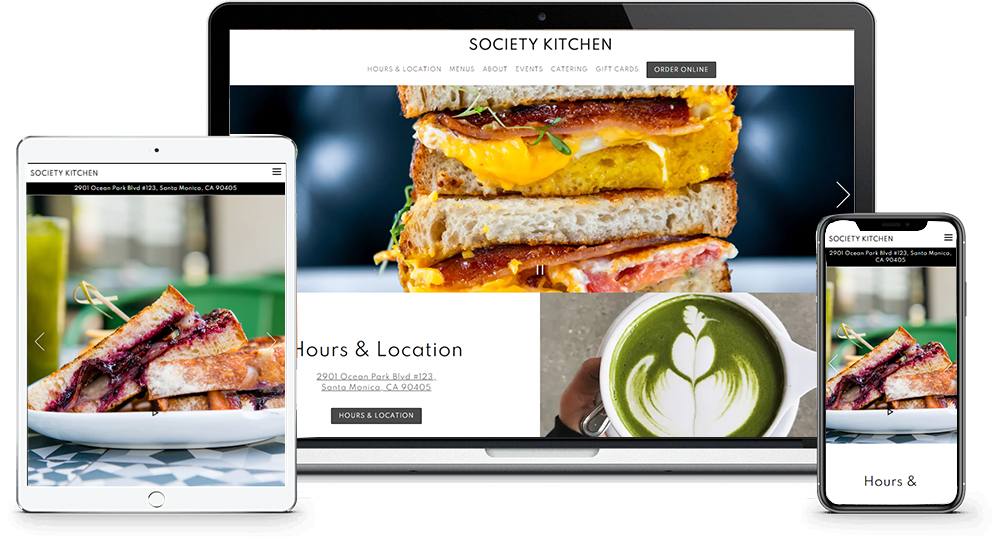 SOCIETY KITCHEN
HOURS & LOCATION MENUS ABOUT EVENTS CATERING GIFT CARDS ORDER ONLINE
Hours & Location
2901 Ocean Park Blvd #123,
Santa Monica, CA 90405
HOURS & LOCATION
SOCIETY KITCHEN
2901 Ocean Park Blvd #123, Santa Monica, CA 90405
SOCIETY KITCHEN
2901 Ocean Park Blvd #123, Santa Monica,
CA 90405
Hours &